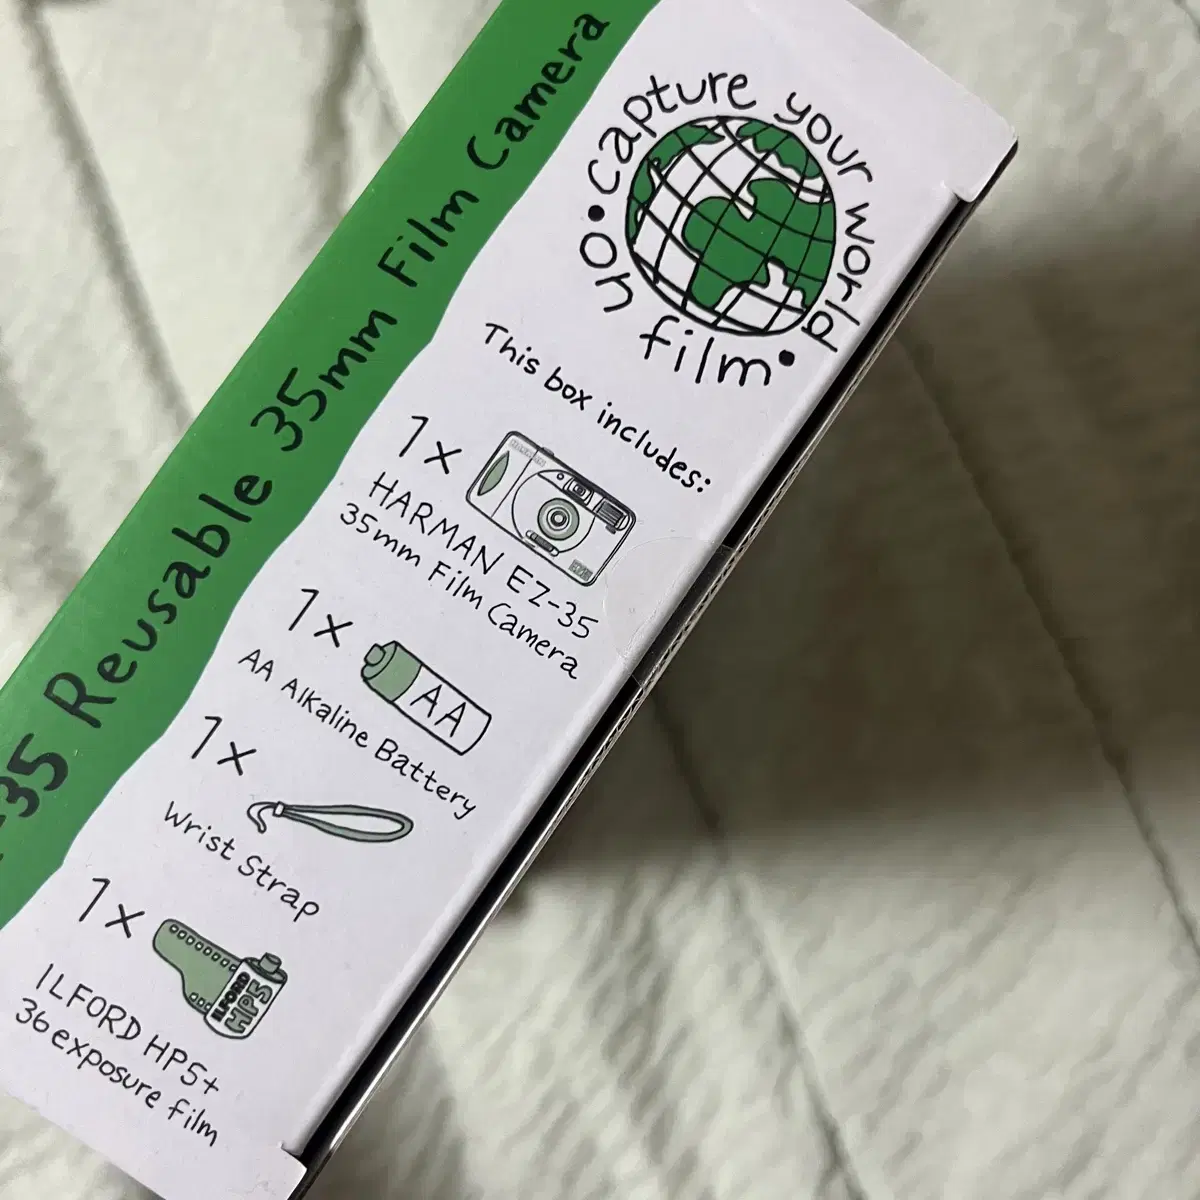 -35 Reusable 35mm Film Camera
• capture your world •
on film
This box includes:
1x
HARMAN EZ-35
35mm Film Camera
1x
AA
AA Alkaline Battery
1x
Wrist Strap
1x
ILFORD
HP5
ILFORD HP5+
36 exposure film